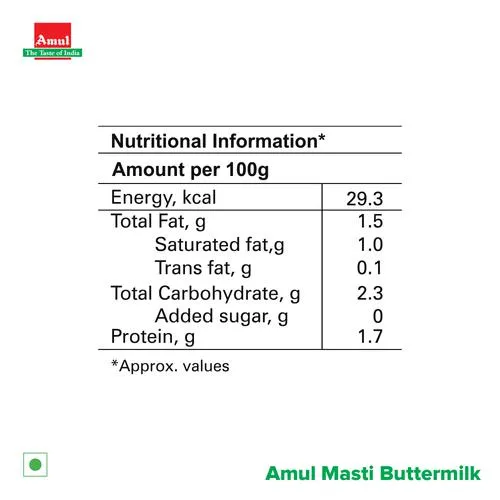 Amul
The Taste of India
Nutritional Information*
Amount per 100g
Energy, kcal 29.3
Total Fat, g 1.5
Saturated fat,g 1.0
Trans fat, g 0.1
Total Carbohydrate, g 2.3
Added sugar, g 0
Protein, g 1.7
*Approx. values
Amul Masti Buttermilk